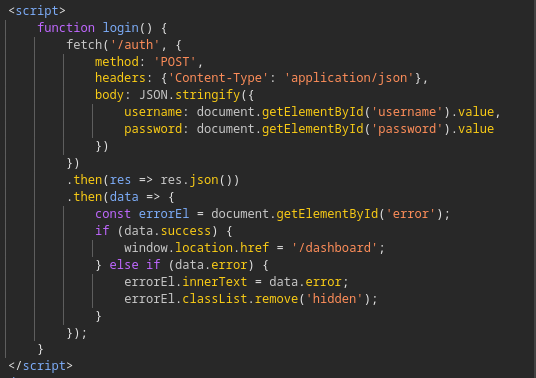 <script>
function login() {
fetch('/auth', {
method: 'POST',
headers: {'Content-Type': 'application/json'},
body: JSON.stringify({
username: document.getElementById('username').value,
password: document.getElementById('password').value
})
})
.then(res => res.json())
.then(data => {
const errorEl = document.getElementById('error');
if (data.success) {
window.location.href = '/dashboard';
} else if (data.error) {
errorEl.innerText = data.error;
errorEl.classList.remove('hidden');
}
});
}
</script>